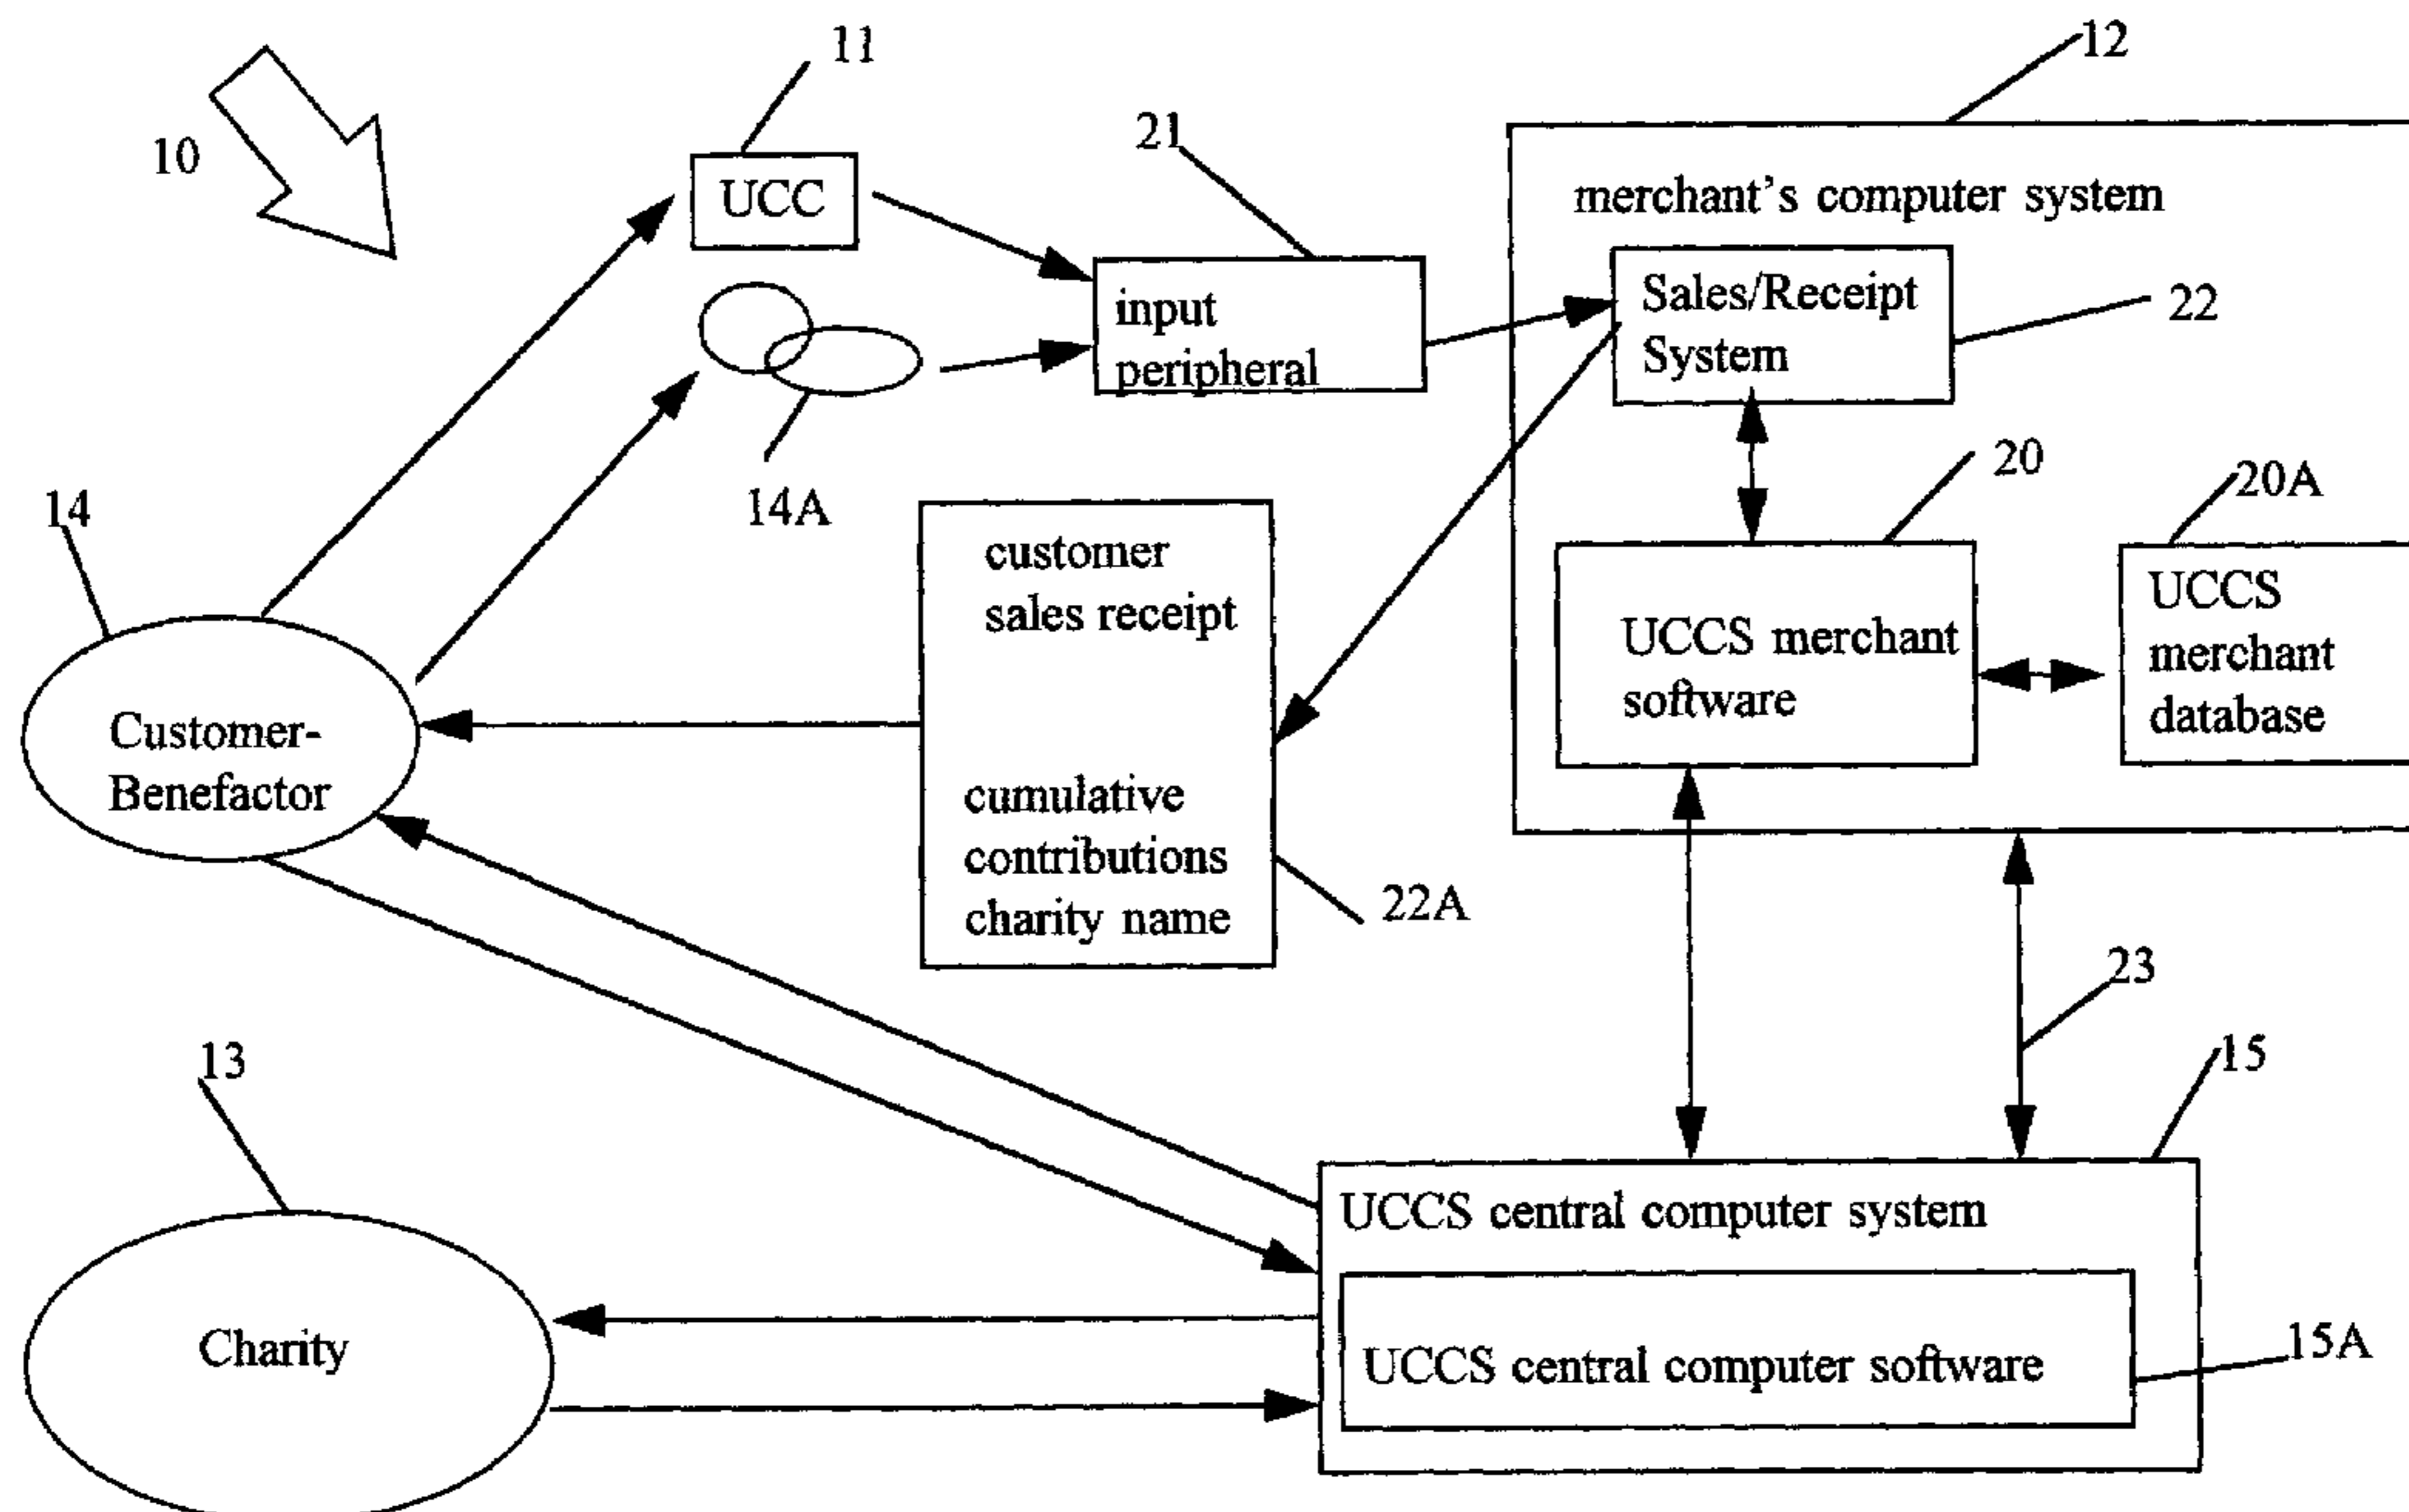 11
12
10
UCC
21
merchant's computer system
input
peripheral
Sales/Receipt
System
22
14
14A
20
20A
customer
sales receipt
UCCS merchant
software
UCCS
merchant
database
Customer-
Benefactor
cumulative
contributions
charity name
22A
23
13
15
UCCS central computer system
Charity
UCCS central computer software
15A